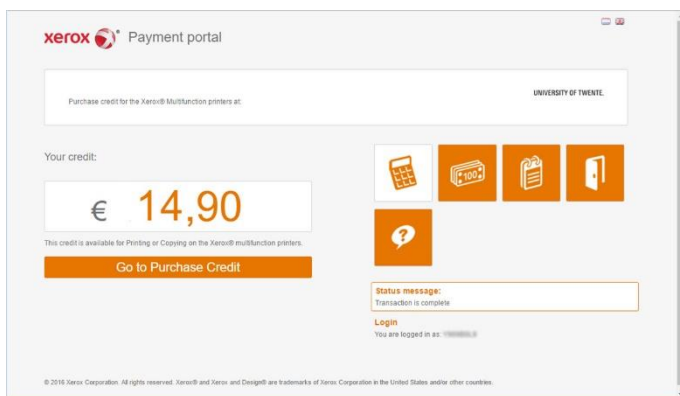 xerox Payment portal
Purchase credit for the Xerox® Multifunction printers at:
UNIVERSITY OF TWENTE.
Your credit:
€ 14,90
This credit is available for Printing or Copying on the Xerox® multifunction printers.
Go to Purchase Credit
100
?
Status message:
Transaction is complete
Login
You are logged in as:
© 2016 Xerox Corporation. All rights reserved. Xerox® and Xerox and Design® are trademarks of Xerox Corporation in the United States and/or other countries.